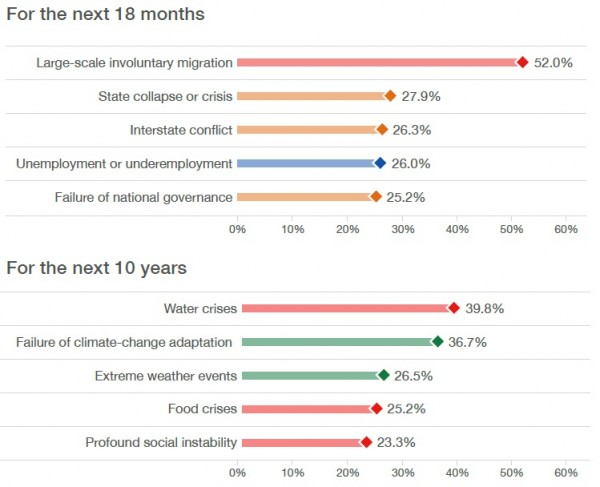 For the next 18 months
Large-scale involuntary migration 52.0%
State collapse or crisis 27.9%
Interstate conflict 26.3%
Unemployment or underemployment 26.0%
Failure of national governance 25.2%
0% 10% 20% 30% 40% 50% 60%
For the next 10 years
Water crises 39.8%
Failure of climate-change adaptation 36.7%
Extreme weather events 26.5%
Food crises 25.2%
Profound social instability 23.3%
0% 10% 20% 30% 40% 50% 60%